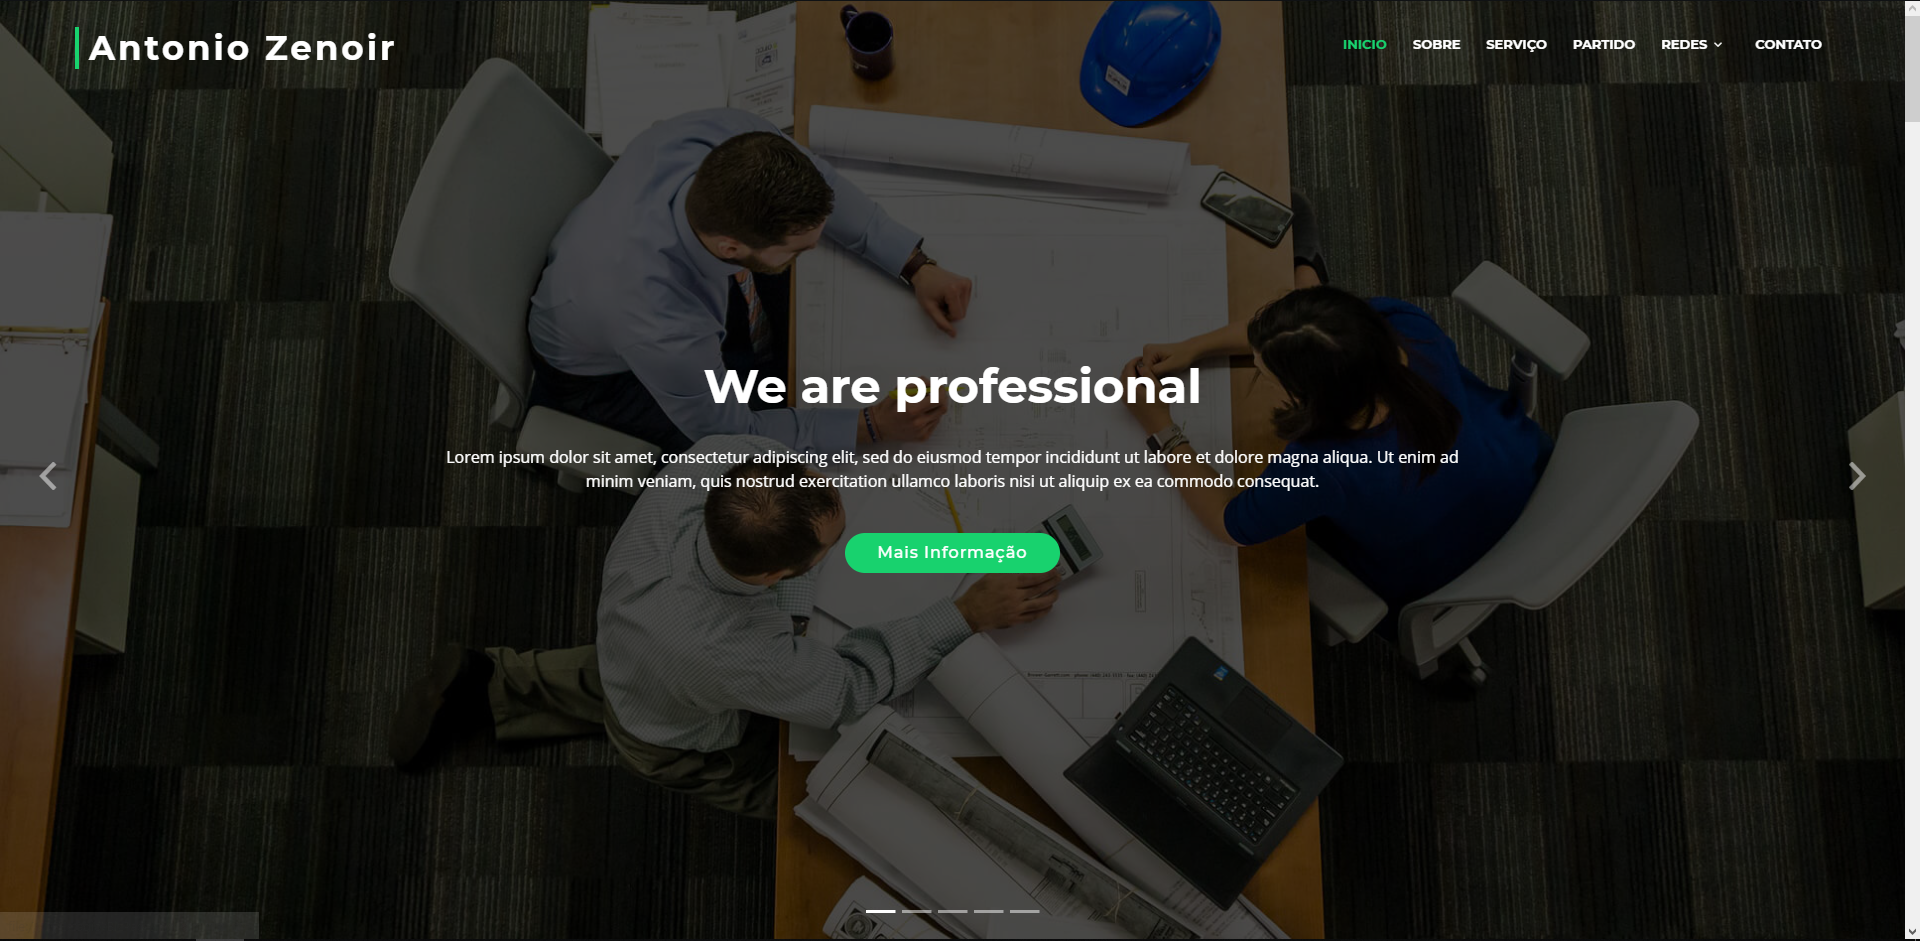 Antonio Zenoir
INICIO SOBRE SERVIÇO PARTIDO REDES CONTATO
We are professional
Lorem ipsum dolor sit amet, consectetur adipiscing elit, sed do eiusmod tempor incididunt ut labore et dolore magna aliqua. Ut enim ad
minim veniam, quis nostrud exercitation ullamco laboris nisi ut aliquip ex ea commodo consequat.
Mais Informação